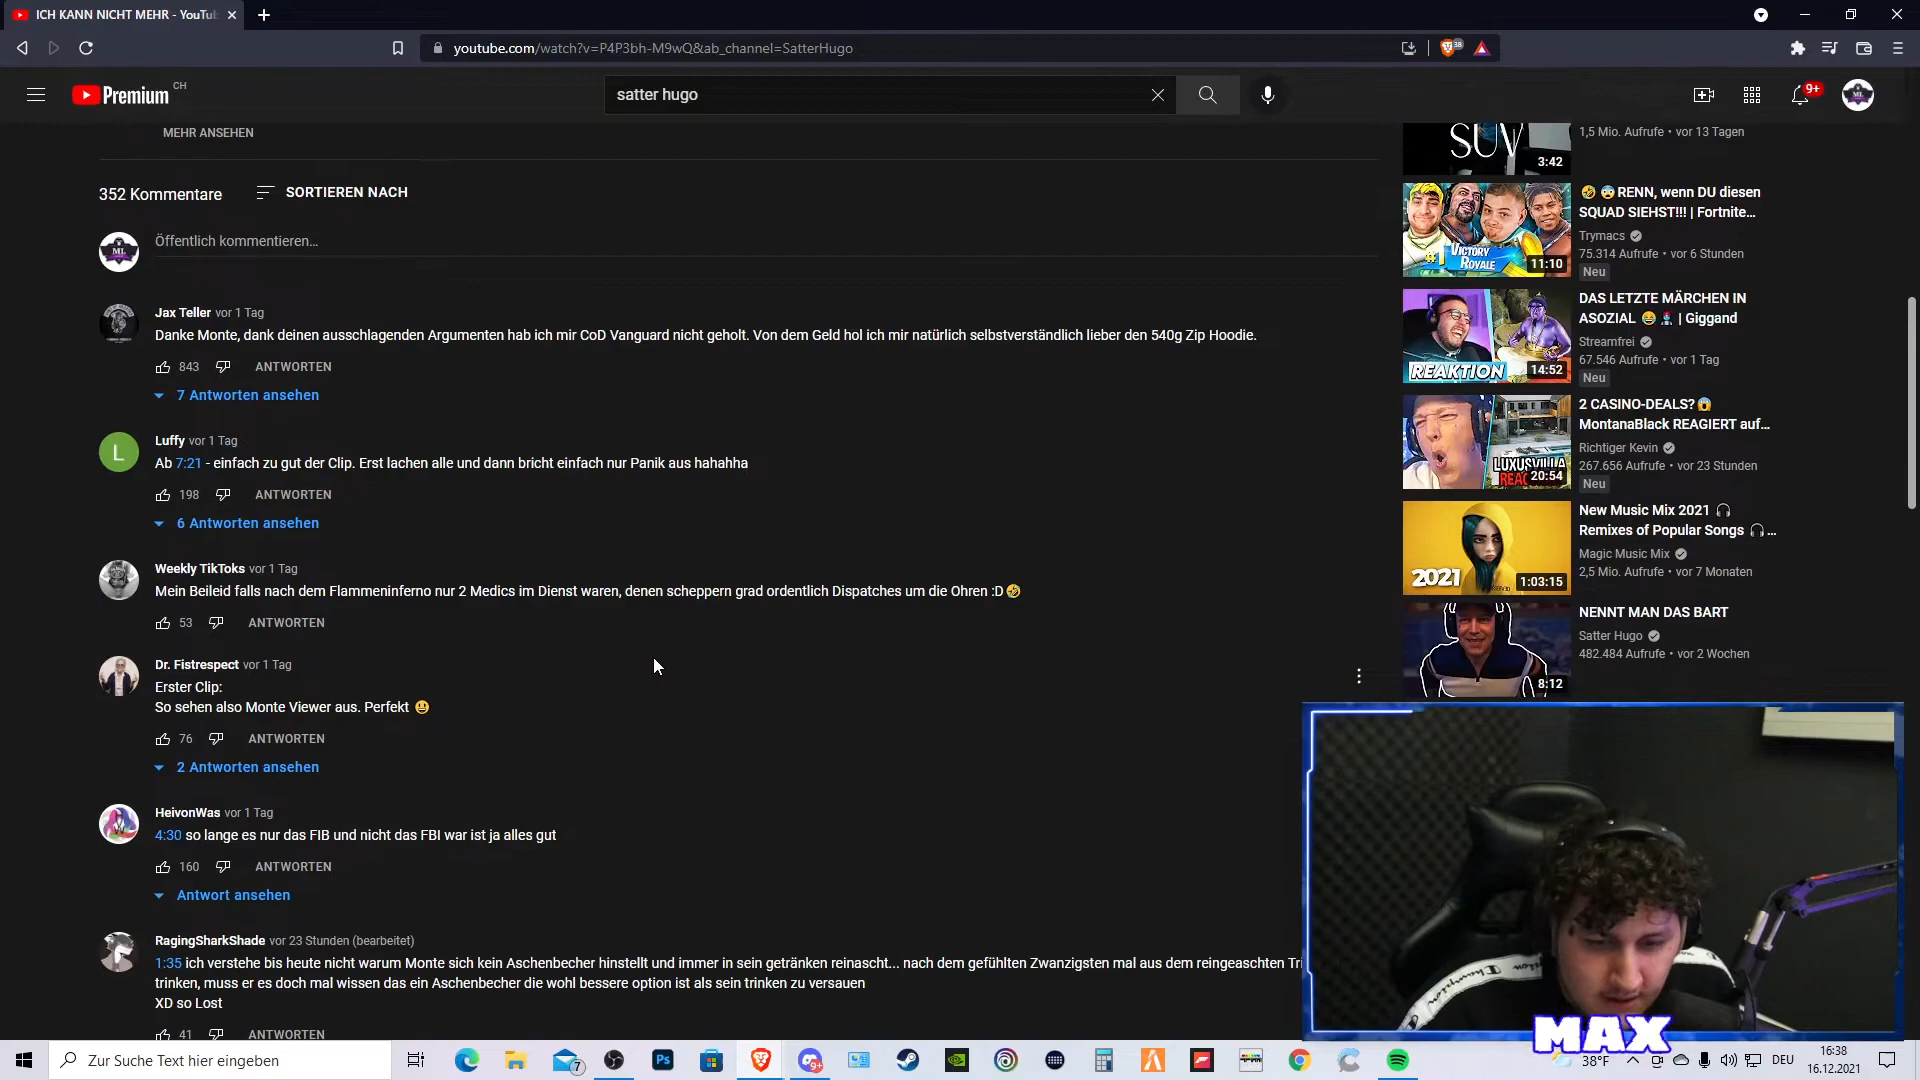 ICH KANN NICHT MEHR - YouTu
youtube.com/watch?v=P4P3bh-M9wQ&ab_channel=SatterHugo
38
Premium CH
satter hugo
9+
MEHR ANSEHEN
352 Kommentare
SORTIEREN NACH
ML
Öffentlich kommentieren...
Jax Teller vor 1 Tag
Danke Monte, dank deinen ausschlagenden Argumenten hab ich mir CoD Vanguard nicht geholt. Von dem Geld hol ich mir natürlich selbstverständlich lieber den 540g Zip Hoodie.
843 ANTWORTEN
7 Antworten ansehen
L
Luffy vor 1 Tag
Ab 7:21 - einfach zu gut der Clip. Erst lachen alle und dann bricht einfach nur Panik aus hahahha
198 ANTWORTEN
6 Antworten ansehen
Weekly TikToks vor 1 Tag
Mein Beileid falls nach dem Flammeninferno nur 2 Medics im Dienst waren, denen scheppern grad ordentlich Dispatches um die Ohren :D🤣
53 ANTWORTEN
Dr. Fistrespect vor 1 Tag
Erster Clip:
So sehen also Monte Viewer aus. Perfekt 😃
76 ANTWORTEN
2 Antworten ansehen
HeivonWas vor 1 Tag
4:30 so lange es nur das FIB und nicht das FBI war ist ja alles gut
160 ANTWORTEN
Antwort ansehen
RagingSharkShade vor 23 Stunden (bearbeitet)
1:35 ich verstehe bis heute nicht warum Monte sich kein Aschenbecher hinstellt und immer in sein getränken reinascht... nach dem gefühlten Zwanzigsten mal aus dem reingeaschten Tri
trinken, muss er es doch mal wissen das ein Aschenbecher die wohl bessere option ist als sein trinken zu versauen
XD so Lost
41 ANTWORTEN
SUV
3:42
1,5 Mio. Aufrufe • vor 13 Tagen
#1 VICTORY ROYALE
11:10
🤣 😨RENN, wenn DU diesen
SQUAD SIEHST!!! | Fortnite...
Trymacs
75.314 Aufrufe • vor 6 Stunden
Neu
REAKTION
14:52
DAS LETZTE MÄRCHEN IN
ASOZIAL 😂🧞‍♂️ | Giggand
Streamfrei
67.546 Aufrufe • vor 1 Tag
Neu
LUXUSVILLA
REAC
20:54
2 CASINO-DEALS?😱
MontanaBlack REAGIERT auf...
Richtiger Kevin
267.656 Aufrufe • vor 23 Stunden
Neu
2021
1:03:15
New Music Mix 2021 🎧
Remixes of Popular Songs 🎧 ...
Magic Music Mix
2,5 Mio. Aufrufe • vor 7 Monaten
8:12
NENNT MAN DAS BART
Satter Hugo
482.484 Aufrufe • vor 2 Wochen
Champion
MAX
Zur Suche Text hier eingeben
7
Ps
9+
38°F
DEU
16:38
16.12.2021